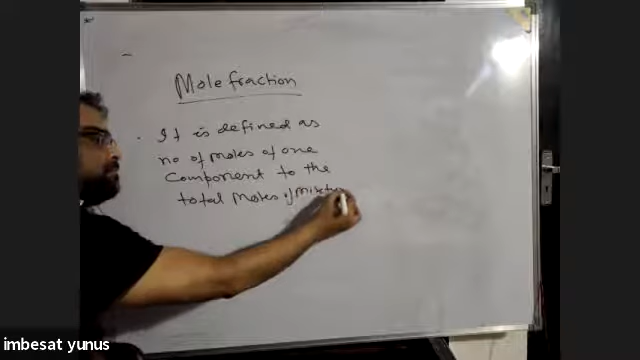 Mole fraction
It is defined as
no of moles of one
Component to the
total Moles of Mixtu
imbesat yunus